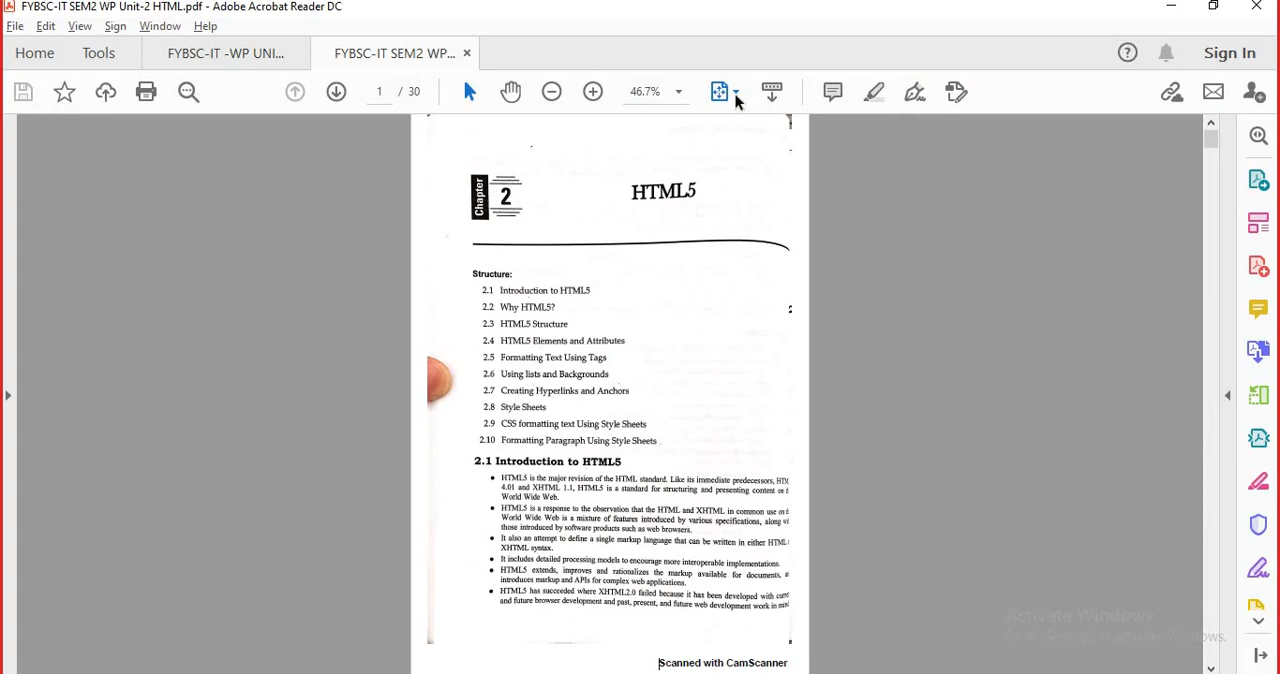 FYBSC-IT SEM2 WP Unit-2 HTML.pdf - Adobe Acrobat Reader DC
File Edit View Sign Window Help
Home Tools FYBSC-IT -WP UNI... FYBSC-IT SEM2 WP... × Sign In
1 / 30 46.7%
Chapter 2 HTML5
Structure:
2.1 Introduction to HTML5
2.2 Why HTML5?
2.3 HTML5 Structure
2.4 HTML5 Elements and Attributes
2.5 Formatting Text Using Tags
2.6 Using lists and Backgrounds
2.7 Creating Hyperlinks and Anchors
2.8 Style Sheets
2.9 CSS formatting text Using Style Sheets
2.10 Formatting Paragraph Using Style Sheets
2.1 Introduction to HTML5
• HTML5 is the major revision of the HTML standard. Like its immediate predecessors,
4.01 and XHTML 1.1, HTML5 is a standard for structuring and presenting content on
World Wide Web.
• HTML5 is a response to the observation that the HTML and XHTML in common use on
World Wide Web is a mixture of features introduced by various specifications, along
those introduced by software products such as web browsers.
• It also an attempt to define a single markup language that can be written in either HTML
XHTML syntax.
• It includes detailed processing models to encourage more interoperable implementations.
• HTML5 extends, improves and rationalizes the markup available for documents,
introduces markup and APIs for complex web applications.
• HTML5 has succeeded where XHTML2.0 failed because it has been developed with
and future browser development and past, present, and future web development work in
Scanned with CamScanner
Activate Windows
Go to Settings to activate Windows.